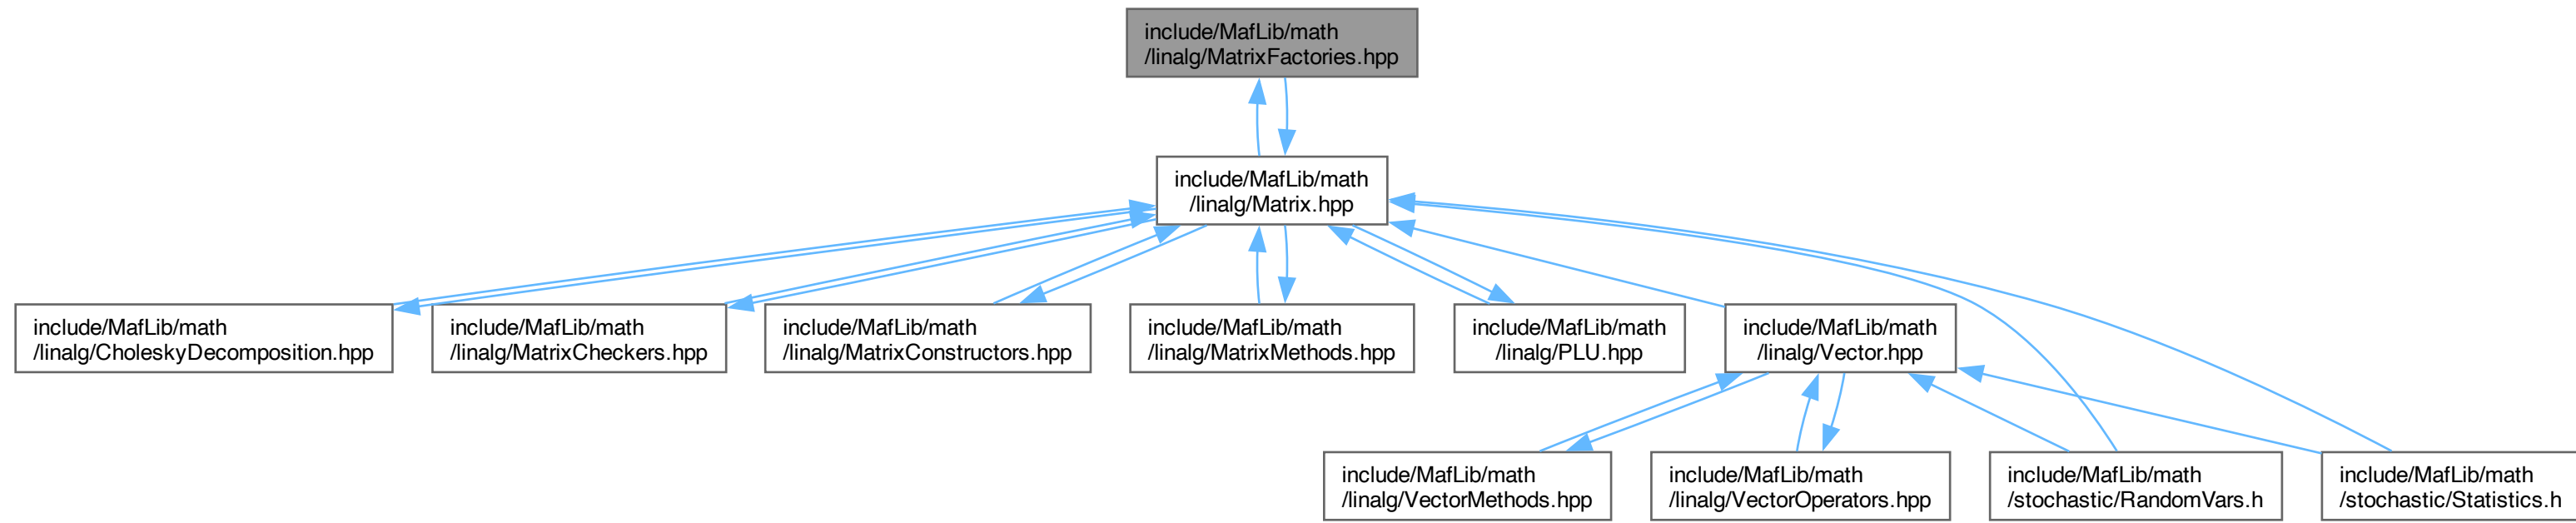 include/MafLib/math
/linalg/MatrixFactories.hpp
include/MafLib/math
/linalg/Matrix.hpp
include/MafLib/math
/linalg/CholeskyDecomposition.hpp
include/MafLib/math
/linalg/MatrixCheckers.hpp
include/MafLib/math
/linalg/MatrixConstructors.hpp
include/MafLib/math
/linalg/MatrixMethods.hpp
include/MafLib/math
/linalg/PLU.hpp
include/MafLib/math
/linalg/Vector.hpp
include/MafLib/math
/linalg/VectorMethods.hpp
include/MafLib/math
/linalg/VectorOperators.hpp
include/MafLib/math
/stochastic/RandomVars.h
include/MafLib/math
/stochastic/Statistics.h